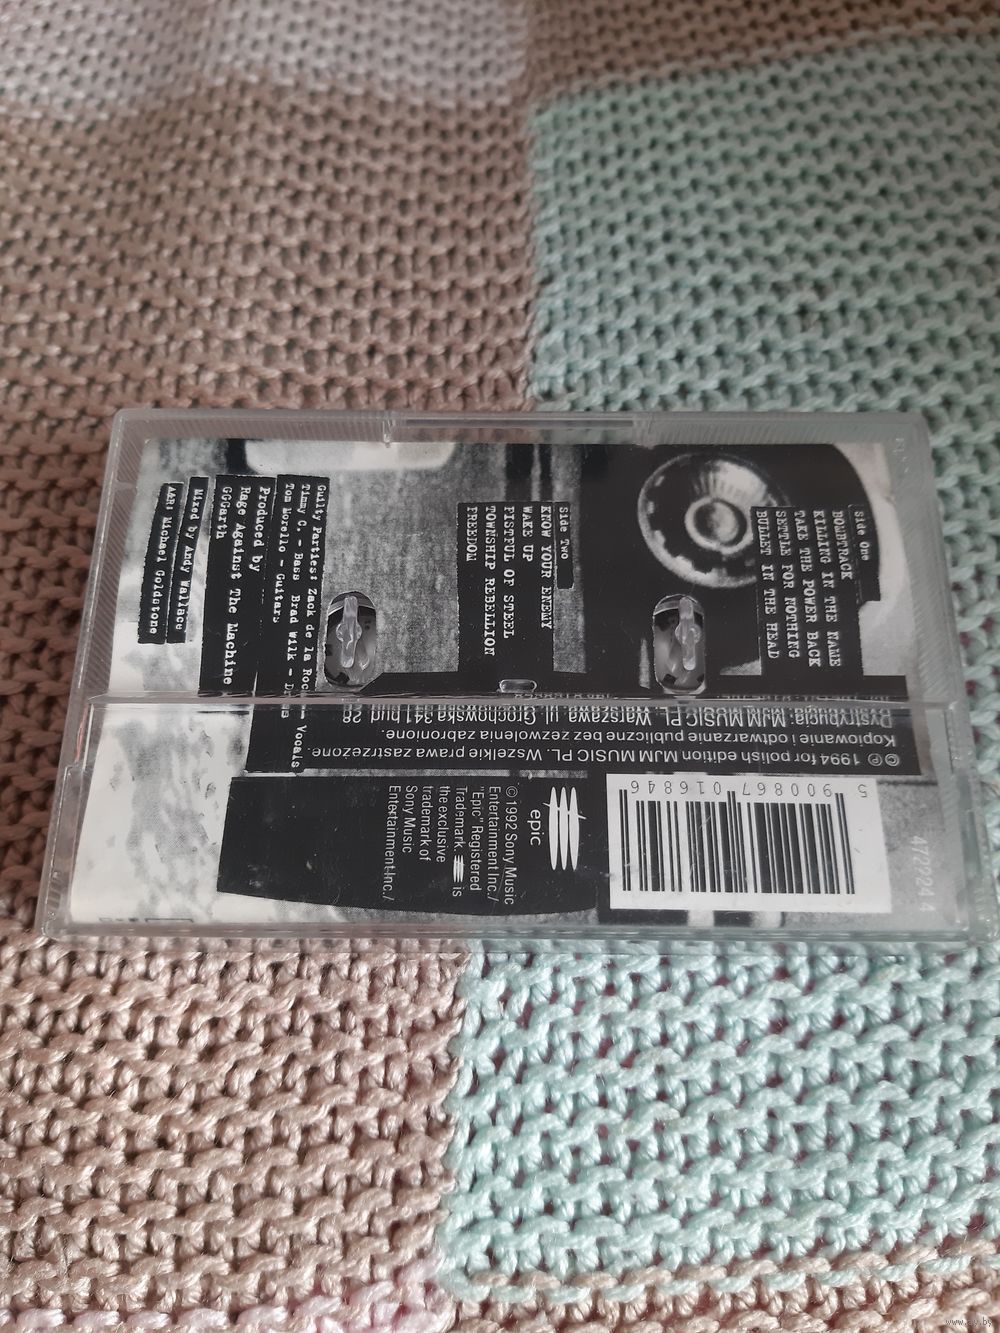 Side One
BOMBTRACK
KILLING IN THE NAME
TAKE THE POWER BACK
SETTLE FOR NOTHING
BULLET IN THE HEAD
Side Two
KNOW YOUR ENEMY
WAKE UP
FISTFUL OF STEEL
TOWNSHIP REBELLION
FREEDOM
Guilty Parties: Zack de la Roc - Vocals
Timmy C. - Bass Brad Wilk - D
Tom Morello - Guitars
Produced by
Rage Against The Machine
GGGarth
Mixed by Andy Wallace
A&R: Michael Goldstone
© ℗ 1994 for polish edition MJM MUSIC PL. Wszelkie prawa zastrzeżone.
Kopiowanie i odtwarzanie publiczne bez zezwolenia zabronione.
Dystrybucja: MJM MUSIC PL. Warszawa ul. Grochowska 341 bud 28
epic
© 1992 Sony Music
Entertainment Inc./
"Epic" Registered
Trademark. is
the exclusive
trademark of
Sony Music
Entertainment Inc./
5 900867 016846
472224 4
www.ay.by